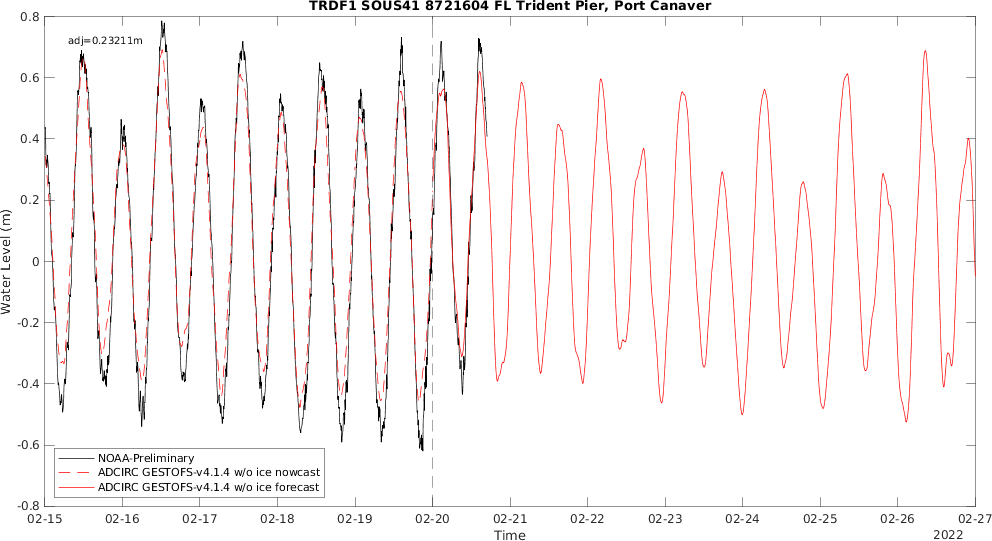 TRDF1 SOUS41 8721604 FL Trident Pier, Port Canaver
adj=0.23211m
0.8
0.6
0.4
0.2
0
-0.2
-0.4
-0.6
-0.8
Water Level (m)
NOAA-Preliminary
ADCIRC GESTOFS-v4.1.4 w/o ice nowcast
ADCIRC GESTOFS-v4.1.4 w/o ice forecast
02-15 02-16 02-17 02-18 02-19 02-20 02-21 02-22 02-23 02-24 02-25 02-26 02-27
Time
2022